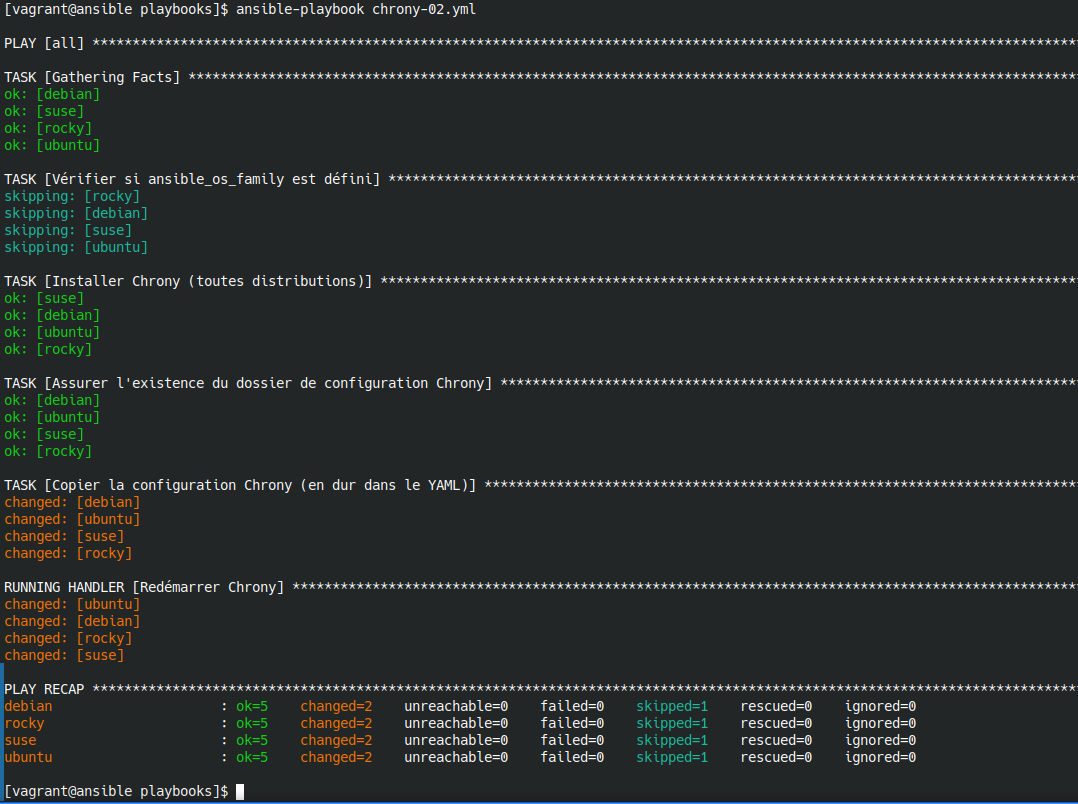 [vagrant@ansible playbooks]$ ansible-playbook chrony-02.yml
PLAY [all] ***************************************************************************************************************************
TASK [Gathering Facts] ***************************************************************************************************************
ok: [debian]
ok: [suse]
ok: [rocky]
ok: [ubuntu]
TASK [Vérifier si ansible_os_family est défini] **************************************************************************************
skipping: [rocky]
skipping: [debian]
skipping: [suse]
skipping: [ubuntu]
TASK [Installer Chrony (toutes distributions)] ***************************************************************************************
ok: [suse]
ok: [debian]
ok: [ubuntu]
ok: [rocky]
TASK [Assurer l'existence du dossier de configuration Chrony] ************************************************************************
ok: [debian]
ok: [ubuntu]
ok: [suse]
ok: [rocky]
TASK [Copier la configuration Chrony (en dur dans le YAML)] **************************************************************************
changed: [debian]
changed: [ubuntu]
changed: [suse]
changed: [rocky]
RUNNING HANDLER [Redémarrer Chrony] **************************************************************************************************
changed: [ubuntu]
changed: [debian]
changed: [rocky]
changed: [suse]
PLAY RECAP ***************************************************************************************************************************
debian : ok=5 changed=2 unreachable=0 failed=0 skipped=1 rescued=0 ignored=0
rocky : ok=5 changed=2 unreachable=0 failed=0 skipped=1 rescued=0 ignored=0
suse : ok=5 changed=2 unreachable=0 failed=0 skipped=1 rescued=0 ignored=0
ubuntu : ok=5 changed=2 unreachable=0 failed=0 skipped=1 rescued=0 ignored=0
[vagrant@ansible playbooks]$